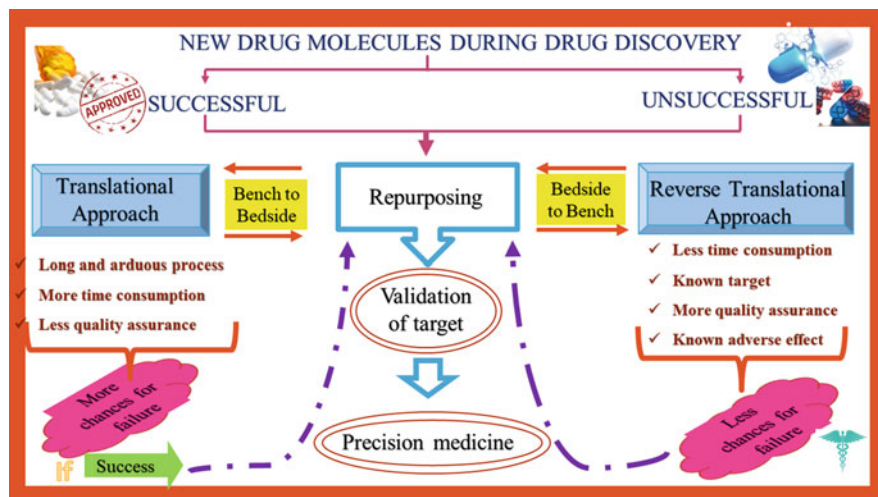 NEW DRUG MOLECULES DURING DRUG DISCOVERY
APPROVED
SUCCESSFUL
UNSUCCESSFUL
Translational
Approach
Bench to
Bedside
Repurposing
Bedside
to Bench
Reverse Translational
Approach
Long and arduous process
More time consumption
Less quality assurance
Less time consumption
Known target
More quality assurance
Known adverse effect
Validation
of target
More
chances for
failure
Less
chances for
failure
Precision medicine
If
Success